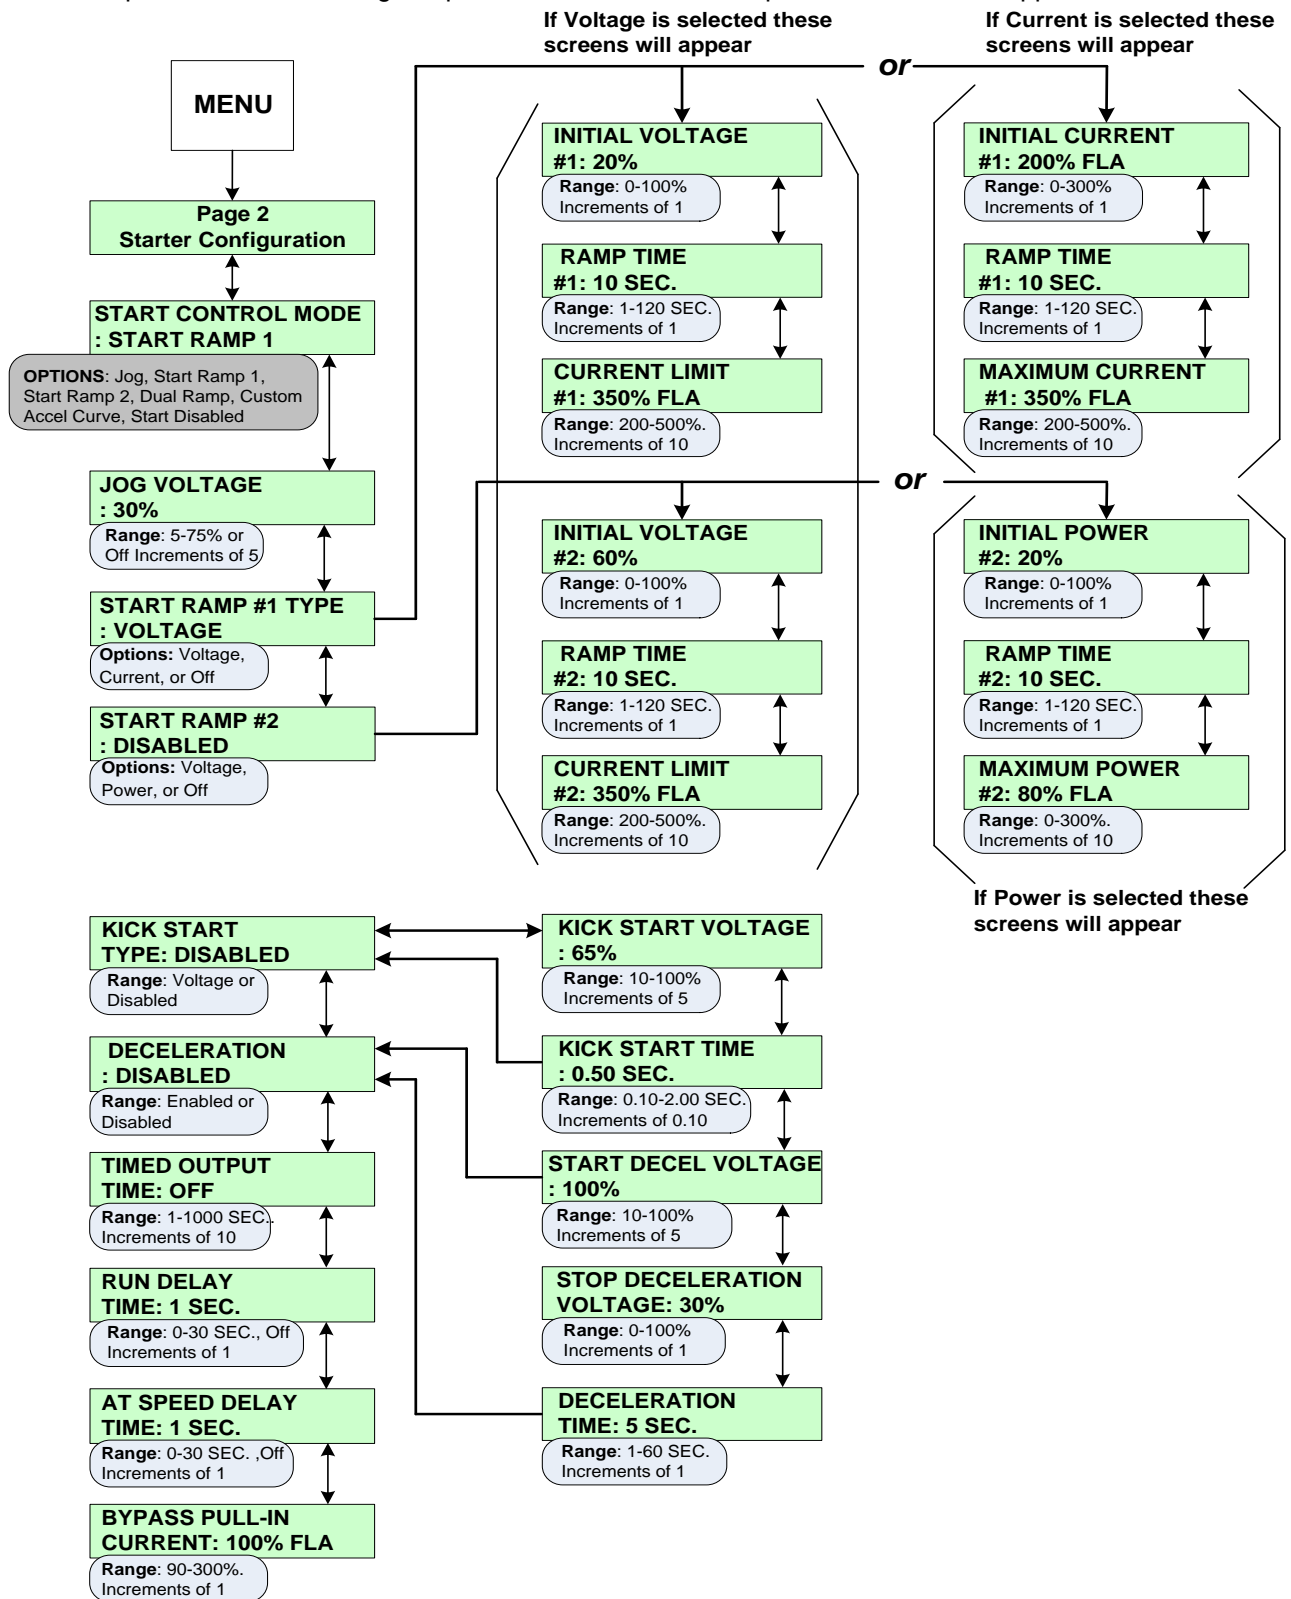 If Voltage is selected these
screens will appear
If Current is selected these
screens will appear
or
MENU
Page 2
Starter Configuration
START CONTROL MODE
: START RAMP 1
OPTIONS: Jog, Start Ramp 1,
Start Ramp 2, Dual Ramp, Custom
Accel Curve, Start Disabled
JOG VOLTAGE
: 30%
Range: 5-75% or
Off Increments of 5
START RAMP #1 TYPE
: VOLTAGE
Options: Voltage,
Current, or Off
START RAMP #2
: DISABLED
Options: Voltage,
Power, or Off
INITIAL VOLTAGE
#1: 20%
Range: 0-100%
Increments of 1
RAMP TIME
#1: 10 SEC.
Range: 1-120 SEC.
Increments of 1
CURRENT LIMIT
#1: 350% FLA
Range: 200-500%.
Increments of 10
INITIAL CURRENT
#1: 200% FLA
Range: 0-300%
Increments of 1
RAMP TIME
#1: 10 SEC.
Range: 1-120 SEC.
Increments of 1
MAXIMUM CURRENT
#1: 350% FLA
Range: 200-500%.
Increments of 10
or
INITIAL VOLTAGE
#2: 60%
Range: 0-100%
Increments of 1
RAMP TIME
#2: 10 SEC.
Range: 1-120 SEC.
Increments of 1
CURRENT LIMIT
#2: 350% FLA
Range: 200-500%.
Increments of 10
INITIAL POWER
#2: 20%
Range: 0-100%
Increments of 1
RAMP TIME
#2: 10 SEC.
Range: 1-120 SEC.
Increments of 1
MAXIMUM POWER
#2: 80% FLA
Range: 0-300%.
Increments of 10
If Power is selected these
screens will appear
KICK START
TYPE: DISABLED
Range: Voltage or
Disabled
DECELERATION
: DISABLED
Range: Enabled or
Disabled
TIMED OUTPUT
TIME: OFF
Range: 1-1000 SEC..
Increments of 10
RUN DELAY
TIME: 1 SEC.
Range: 0-30 SEC., Off
Increments of 1
AT SPEED DELAY
TIME: 1 SEC.
Range: 0-30 SEC. ,Off
Increments of 1
BYPASS PULL-IN
CURRENT: 100% FLA
Range: 90-300%.
Increments of 1
KICK START VOLTAGE
: 65%
Range: 10-100%
Increments of 5
KICK START TIME
: 0.50 SEC.
Range: 0.10-2.00 SEC.
Increments of 0.10
START DECEL VOLTAGE
: 100%
Range: 10-100%
Increments of 5
STOP DECELERATION
VOLTAGE: 30%
Range: 0-100%
Increments of 1
DECELERATION
TIME: 5 SEC.
Range: 1-60 SEC.
Increments of 1